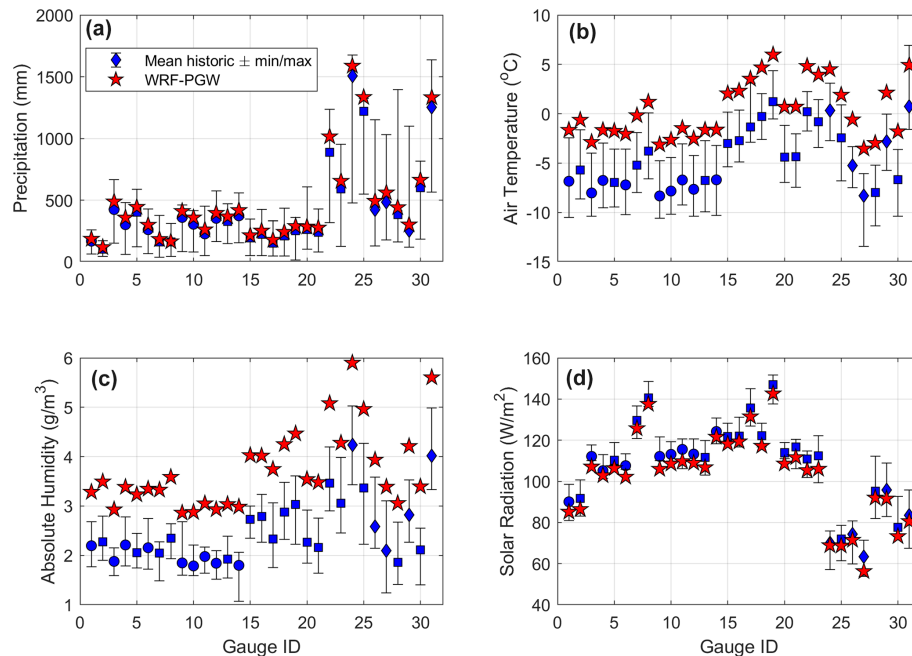 (a)
Mean historic ± min/max
WRF-PGW
Precipitation (mm)
2000
1500
1000
500
0
0 5 10 15 20 25 30
(b)
Air Temperature (°C)
10
5
0
-5
-10
-15
0 5 10 15 20 25 30
(c)
Absolute Humidity (g/m³)
6
5
4
3
2
1
0 5 10 15 20 25 30
Gauge ID
(d)
Solar Radiation (W/m²)
160
140
120
100
80
60
40
0 5 10 15 20 25 30
Gauge ID